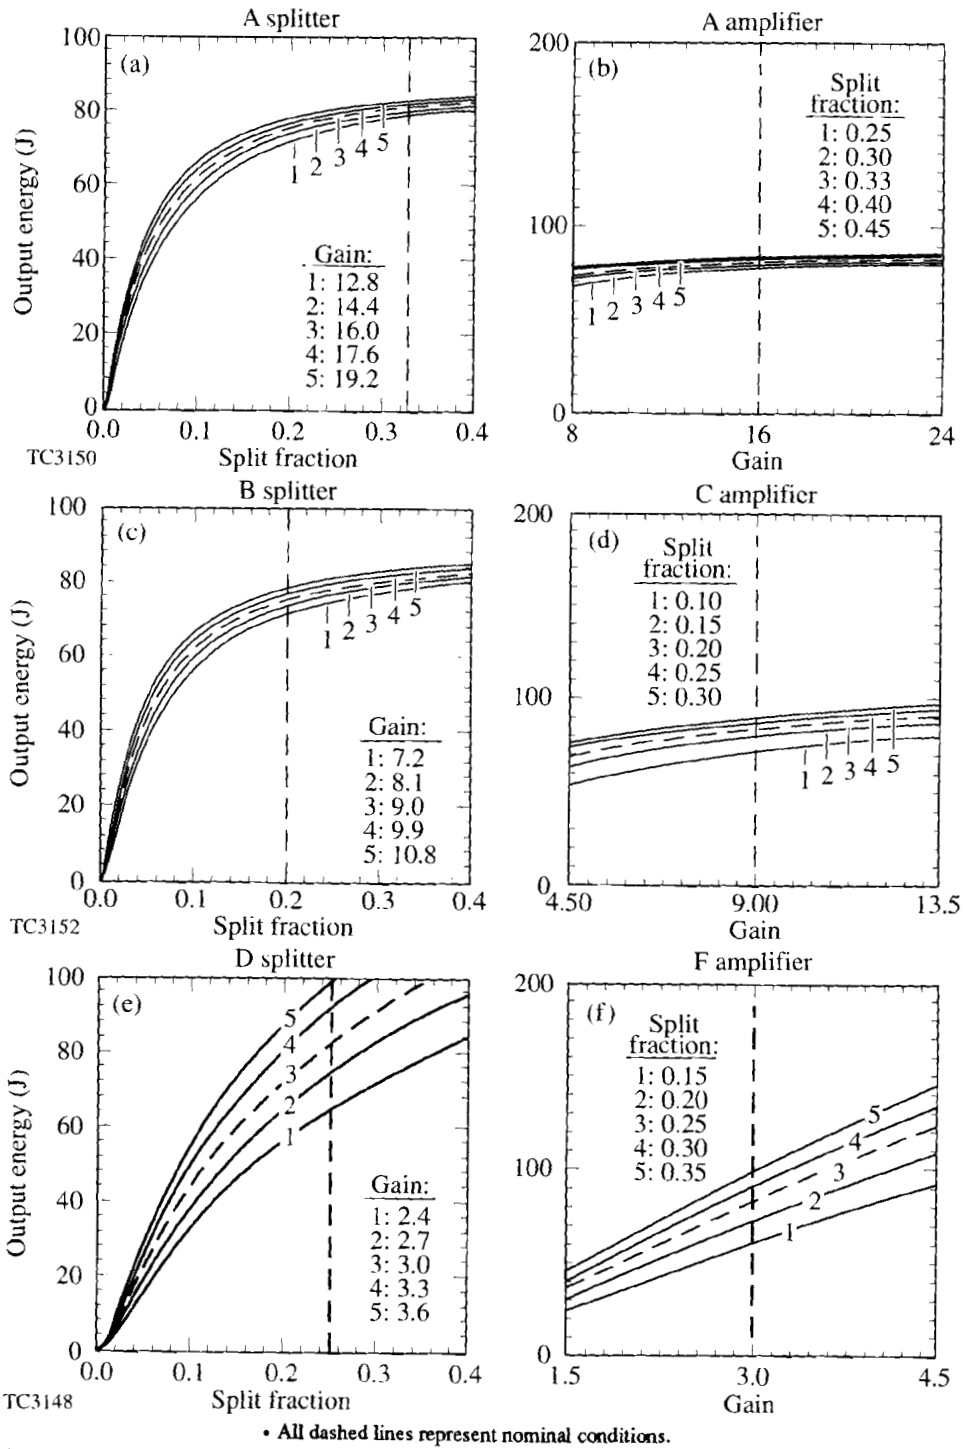 A splitter
A amplifier
100
80
60
40
20
0
Output energy (J)
(a)
1 2 3 4 5
Gain:
1: 12.8
2: 14.4
3: 16.0
4: 17.6
5: 19.2
0.0 0.1 0.2 0.3 0.4
TC3150
Split fraction
200
100
0
(b)
Split
fraction:
1: 0.25
2: 0.30
3: 0.33
4: 0.40
5: 0.45
1 2 3 4 5
8 16 24
Gain
B splitter
C amplifier
100
80
60
40
20
0
Output energy (J)
(c)
1 2 3 4 5
Gain:
1: 7.2
2: 8.1
3: 9.0
4: 9.9
5: 10.8
0.0 0.1 0.2 0.3 0.4
TC3152
Split fraction
200
100
0
(d)
Split
fraction:
1: 0.10
2: 0.15
3: 0.20
4: 0.25
5: 0.30
1 2 3 4 5
4.50 9.00 13.5
Gain
D splitter
F amplifier
100
80
60
40
20
0
Output energy (J)
(e)
5
4
3
2
1
Gain:
1: 2.4
2: 2.7
3: 3.0
4: 3.3
5: 3.6
0.0 0.1 0.2 0.3 0.4
TC3148
Split fraction
200
100
0
(f)
Split
fraction:
1: 0.15
2: 0.20
3: 0.25
4: 0.30
5: 0.35
5
4
3
2
1
1.5 3.0 4.5
Gain
• All dashed lines represent nominal conditions.